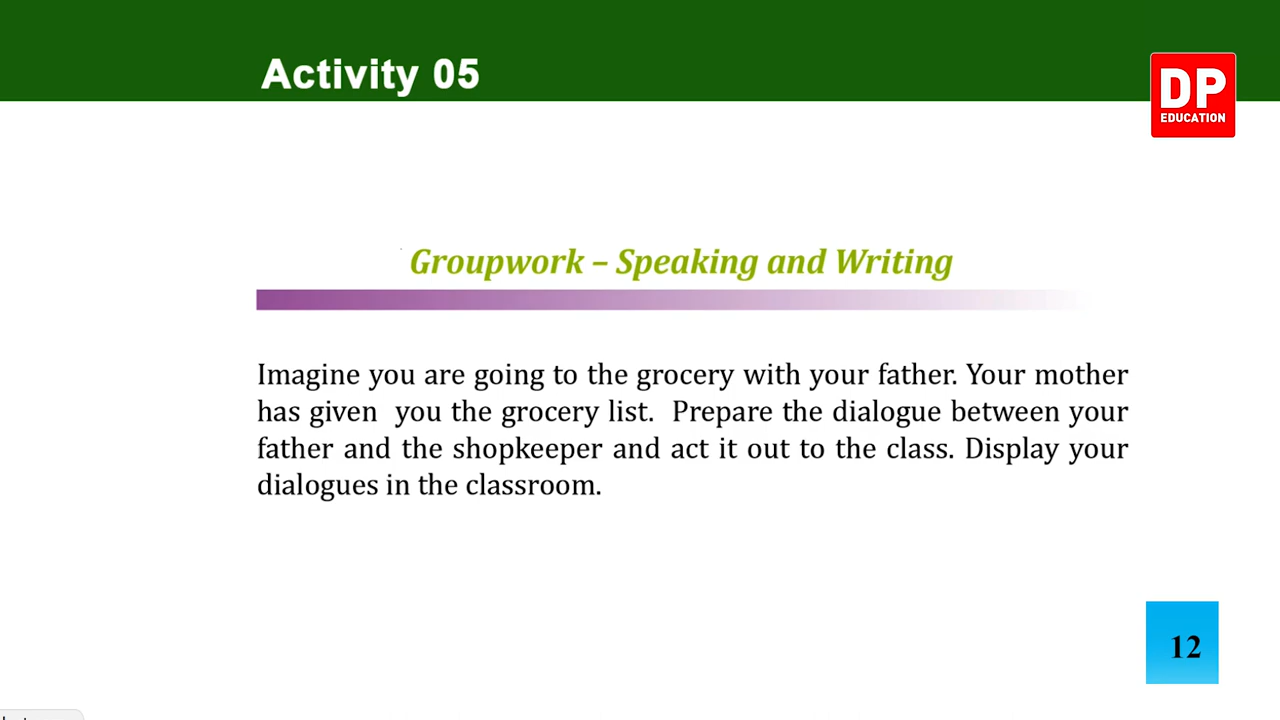 Activity 05
DP
EDUCATION
Groupwork – Speaking and Writing
Imagine you are going to the grocery with your father. Your mother
has given you the grocery list. Prepare the dialogue between your
father and the shopkeeper and act it out to the class. Display your
dialogues in the classroom.
12